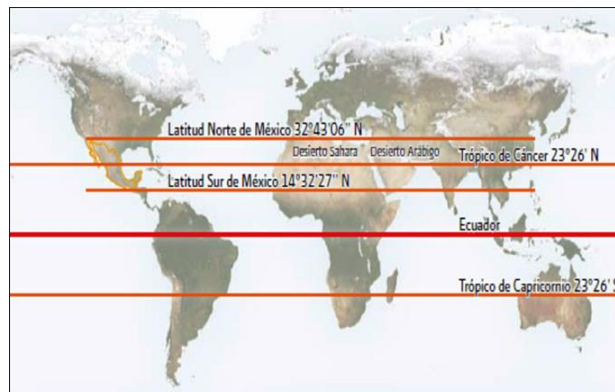 Latitud Norte de México 32°43'06'' N
Desierto Sahara
Desierto Arábigo
Trópico de Cáncer 23°26' N
Latitud Sur de México 14°32'27'' N
Ecuador
Trópico de Capricornio 23°26' S